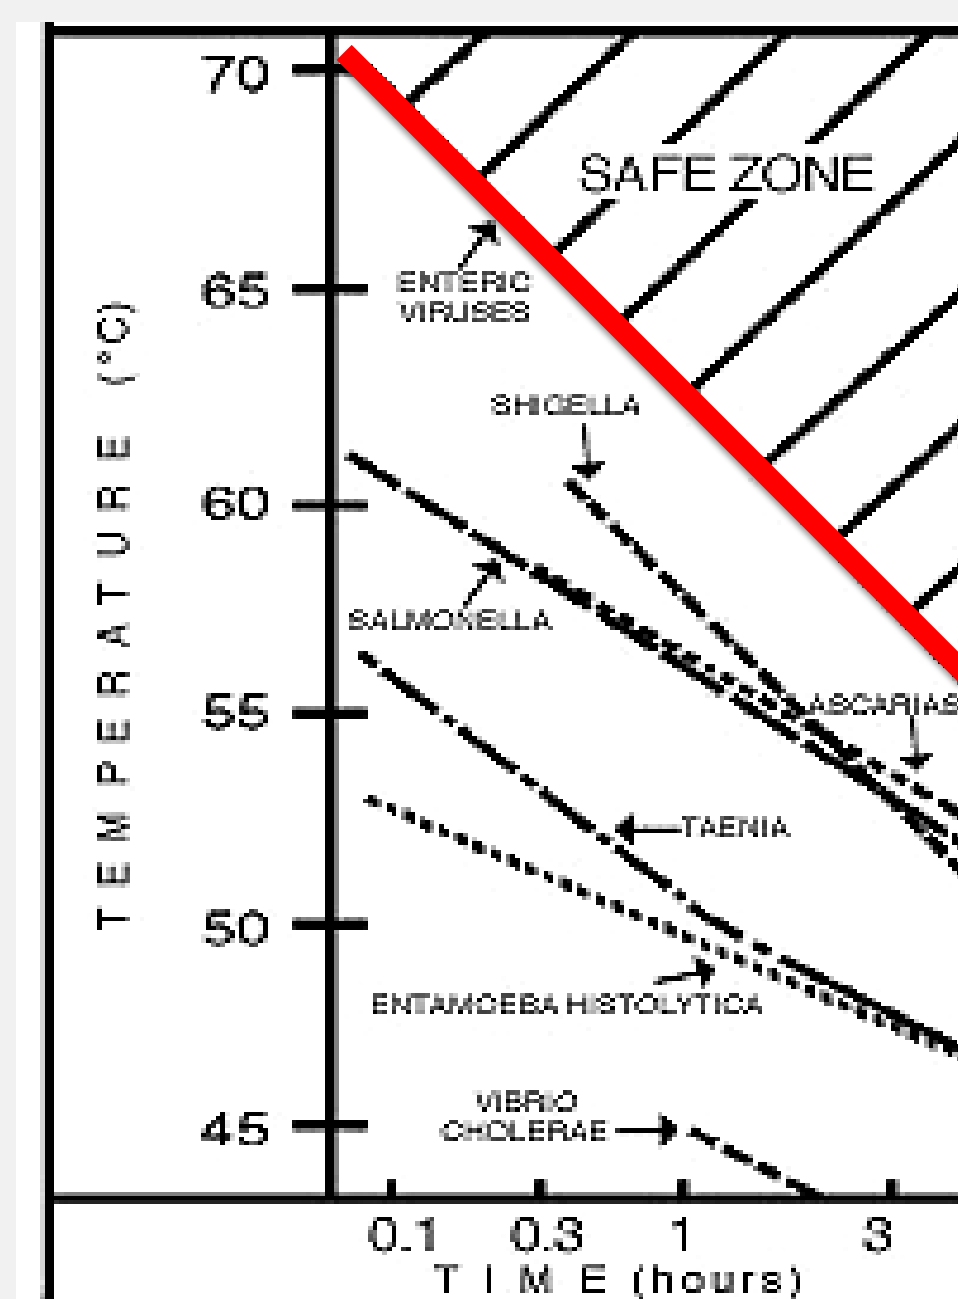 70
SAFE ZONE
65
ENTERIC
VIRUSES
SHIGELLA
60
SALMONELLA
55
ASCARIAS
TAENIA
50
ENTAMOEBA HISTOLYTICA
VIBRIO
CHOLERAE
45
TEMPERATURE (°C)
0.1 0.3 1 3
TIME (hours)